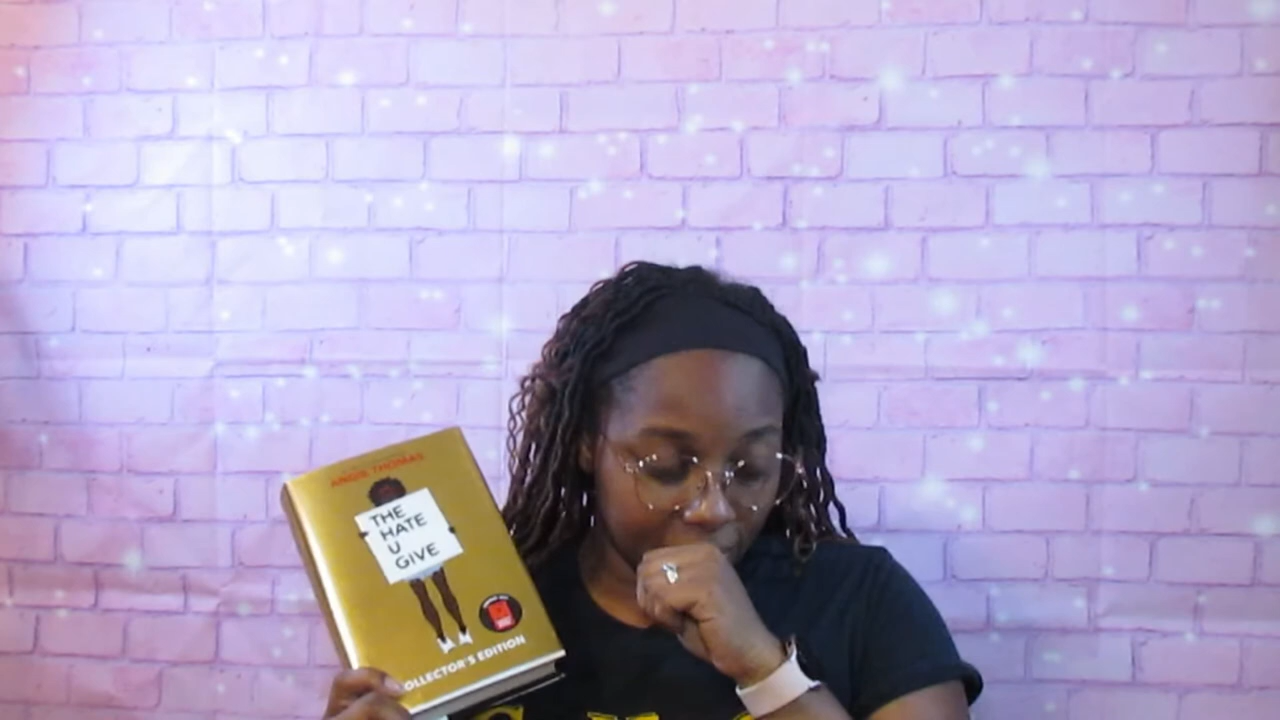 ANGIE THOMAS
THE
HATE
U
GIVE
COLLECTOR'S EDITION